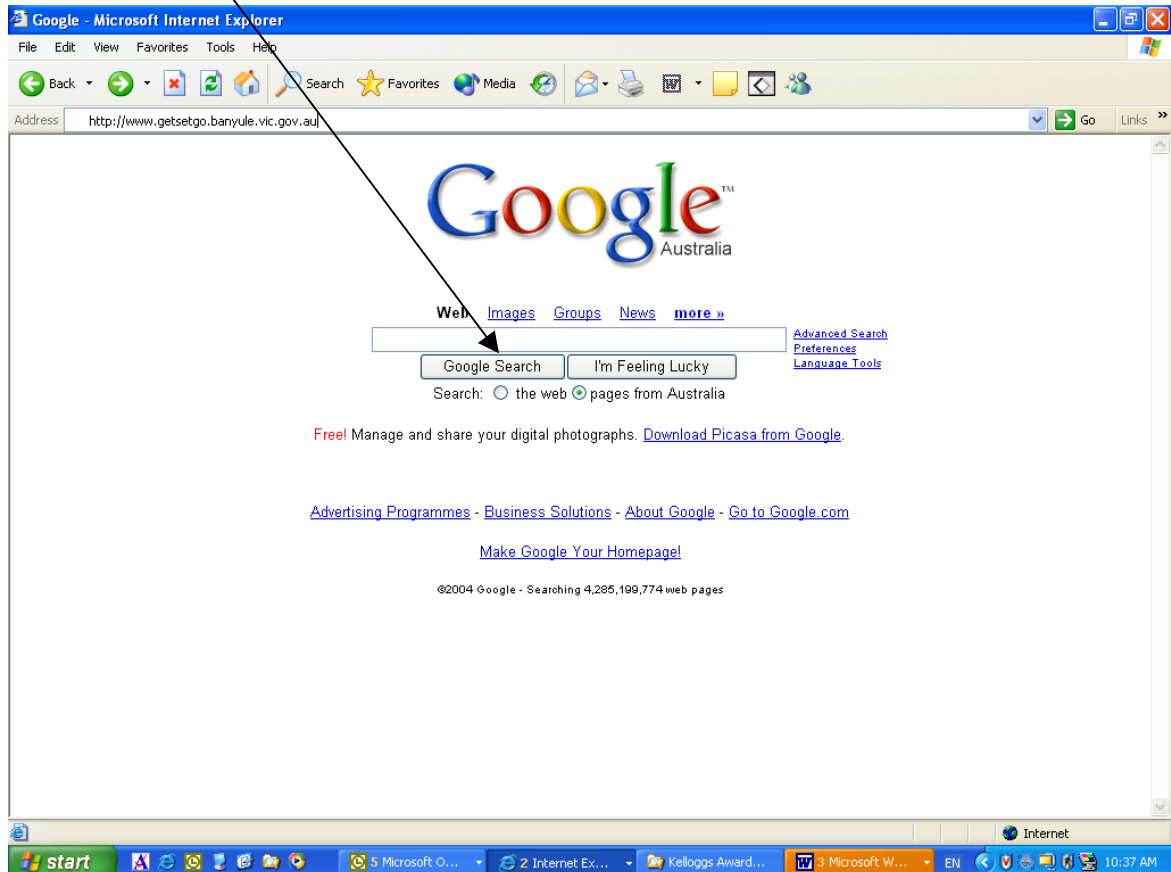 Google - Microsoft Internet Explorer
File Edit View Favorites Tools Help
Back Search Favorites Media
Address http://www.getsetgo.banyule.vic.gov.au Go Links »
Google™
Australia
Web Images Groups News more »
Advanced Search
Preferences
Language Tools
Google Search I'm Feeling Lucky
Search: the web pages from Australia
Free! Manage and share your digital photographs. Download Picasa from Google.
Advertising Programmes - Business Solutions - About Google - Go to Google.com
Make Google Your Homepage!
©2004 Google - Searching 4,285,199,774 web pages
Internet
start 5 Microsoft O... 2 Internet Ex... Kelloggs Award... 3 Microsoft W... EN 10:37 AM